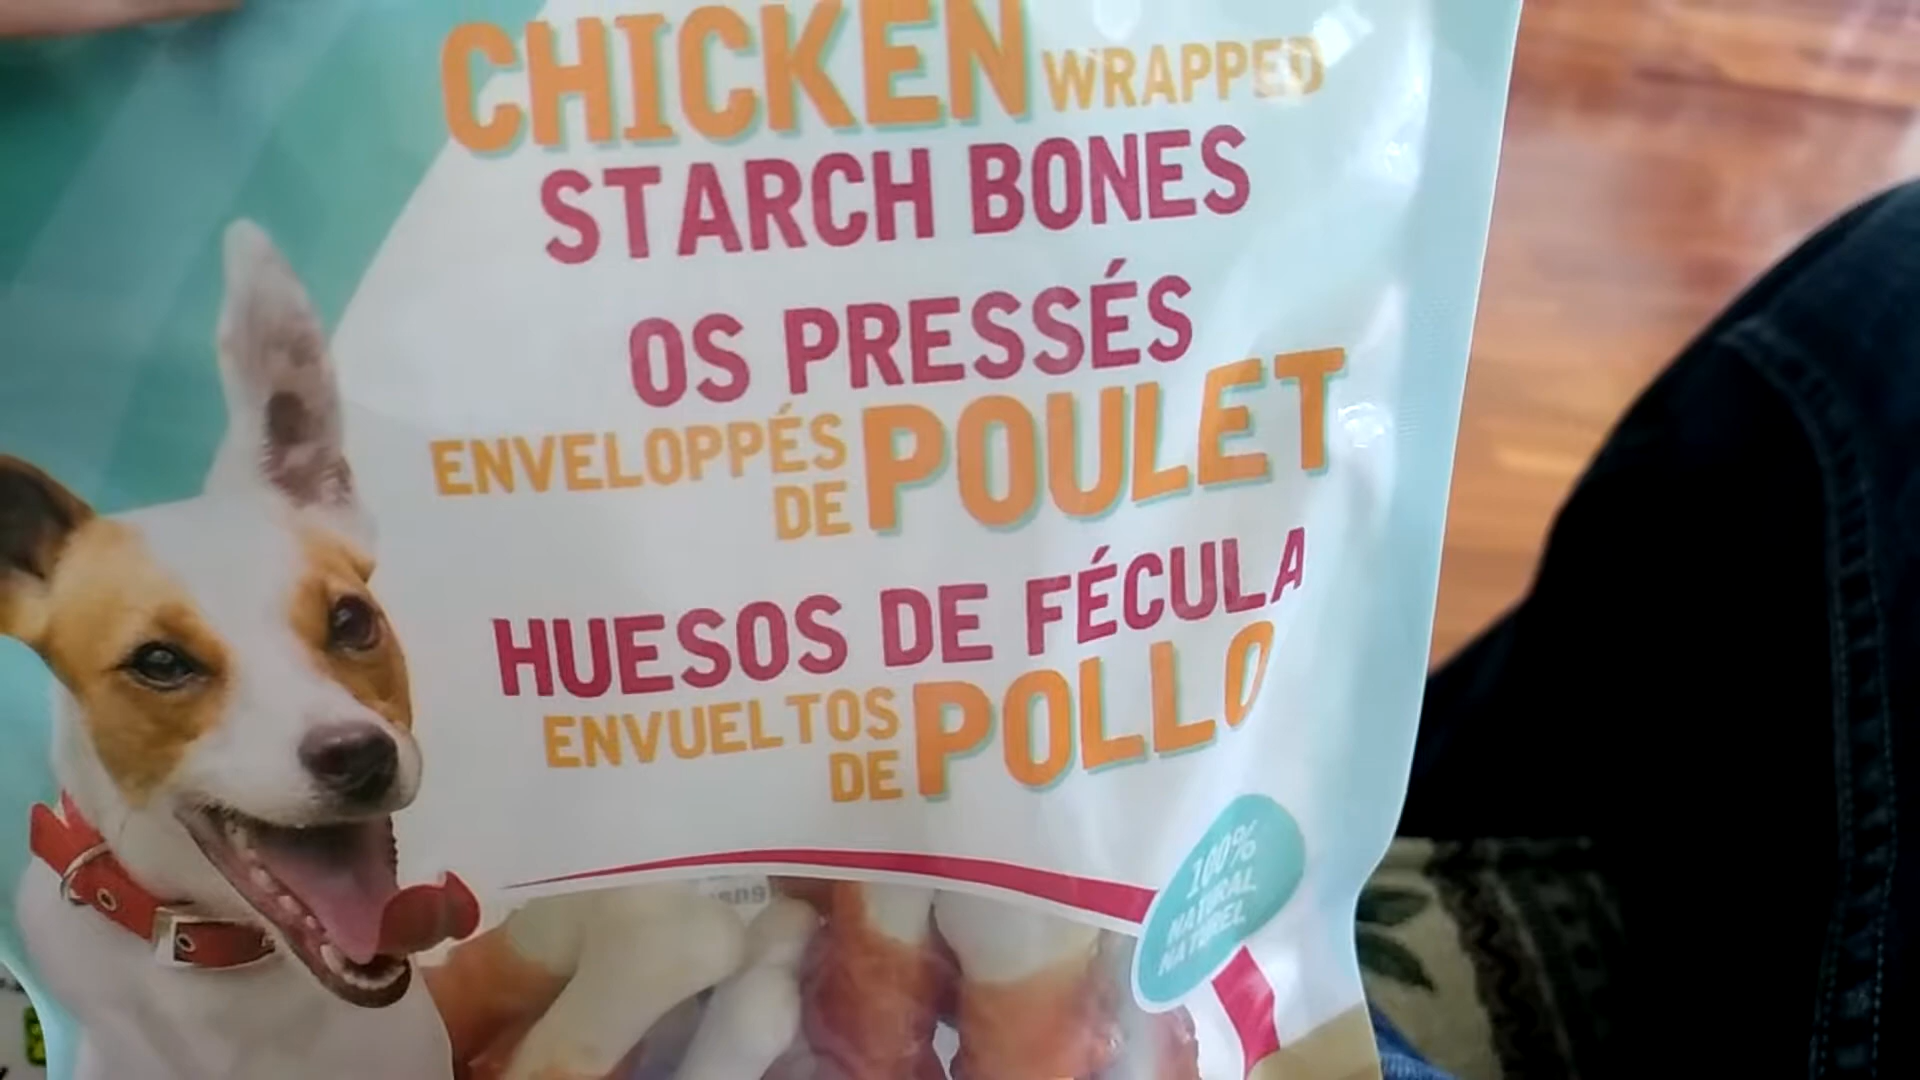 CHICKEN WRAPPED
STARCH BONES
OS PRESSÉS
ENVELOPPÉS
DE POULET
HUESOS DE FÉCULA
ENVUELTOS
DE POLLO
100%
NATURAL
NATUREL